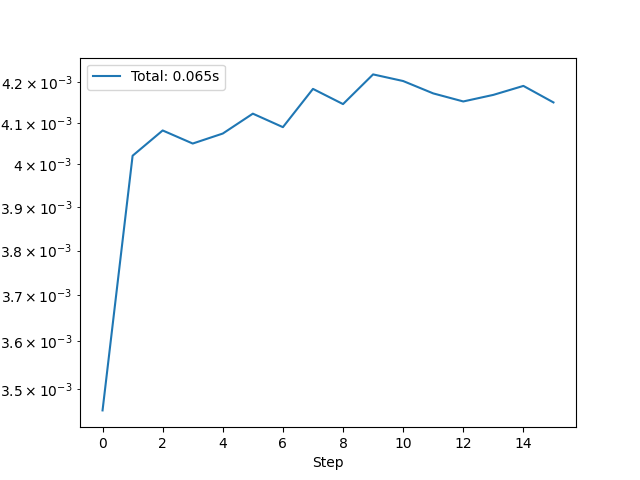 Total: 0.065s
4.2 × 10⁻³
4.1 × 10⁻³
4 × 10⁻³
3.9 × 10⁻³
3.8 × 10⁻³
3.7 × 10⁻³
3.6 × 10⁻³
3.5 × 10⁻³
0 2 4 6 8 10 12 14
Step